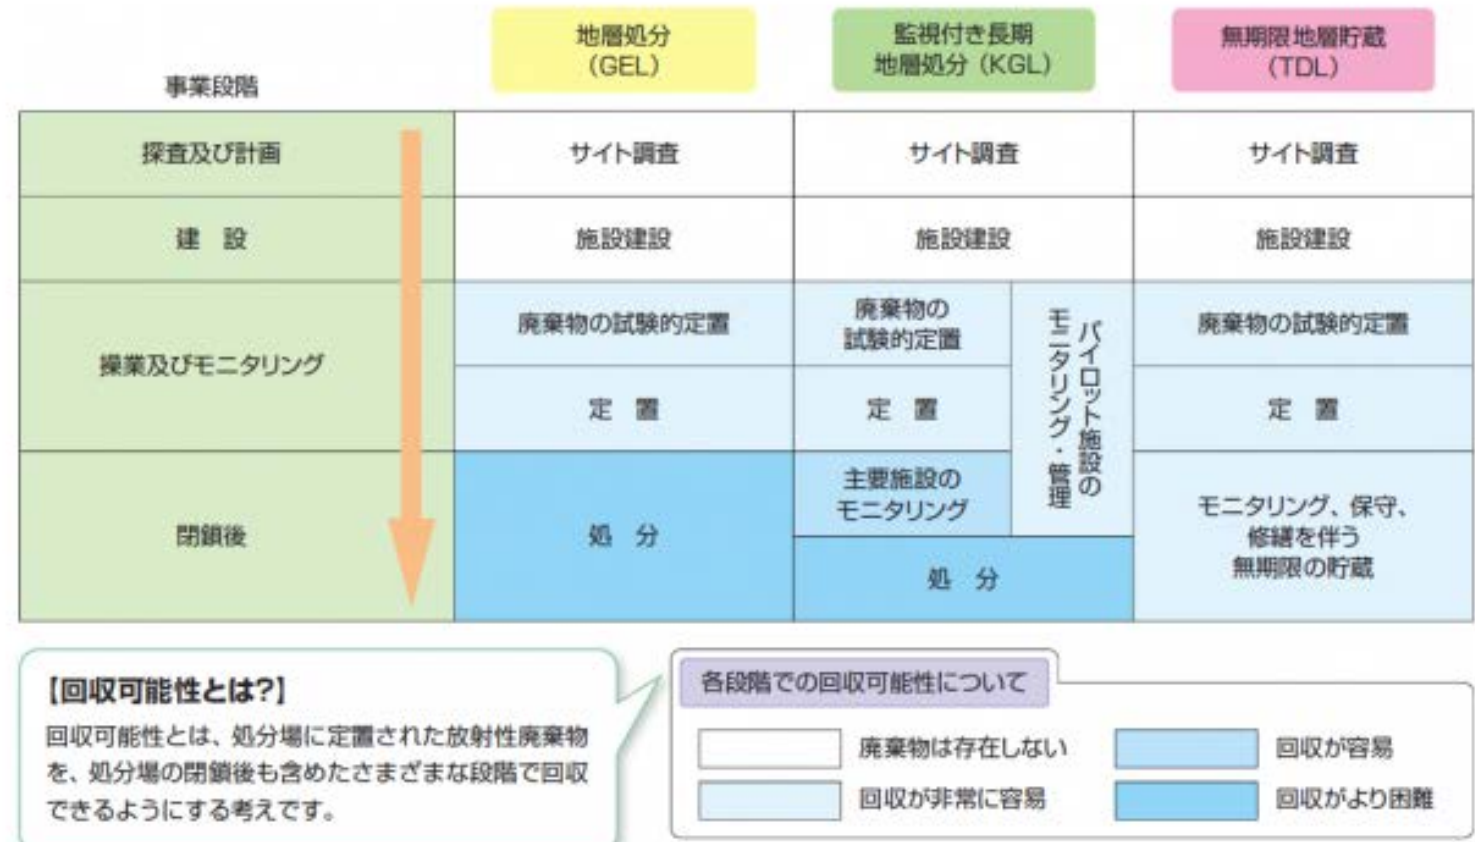 地層処分
(GEL)
監視付き長期
地層処分(KGL)
無期限地層貯蔵
(TDL)
事業段階
探査及び計画
サイト調査
サイト調査
サイト調査
建 設
施設建設
施設建設
施設建設
操業及びモニタリング
廃棄物の試験的定置
廃棄物の
試験的定置
パイロット施設の
モニタリング・管理
廃棄物の試験的定置
定 置
定 置
定 置
閉鎖後
処 分
主要施設の
モニタリング
処 分
モニタリング、保守、
修繕を伴う
無期限の貯蔵
【回収可能性とは?】
回収可能性とは、処分場に定置された放射性廃棄物
を、処分場の閉鎖後も含めたさまざまな段階で回収
できるようにする考えです。
各段階での回収可能性について
廃棄物は存在しない
回収が容易
回収が非常に容易
回収がより困難